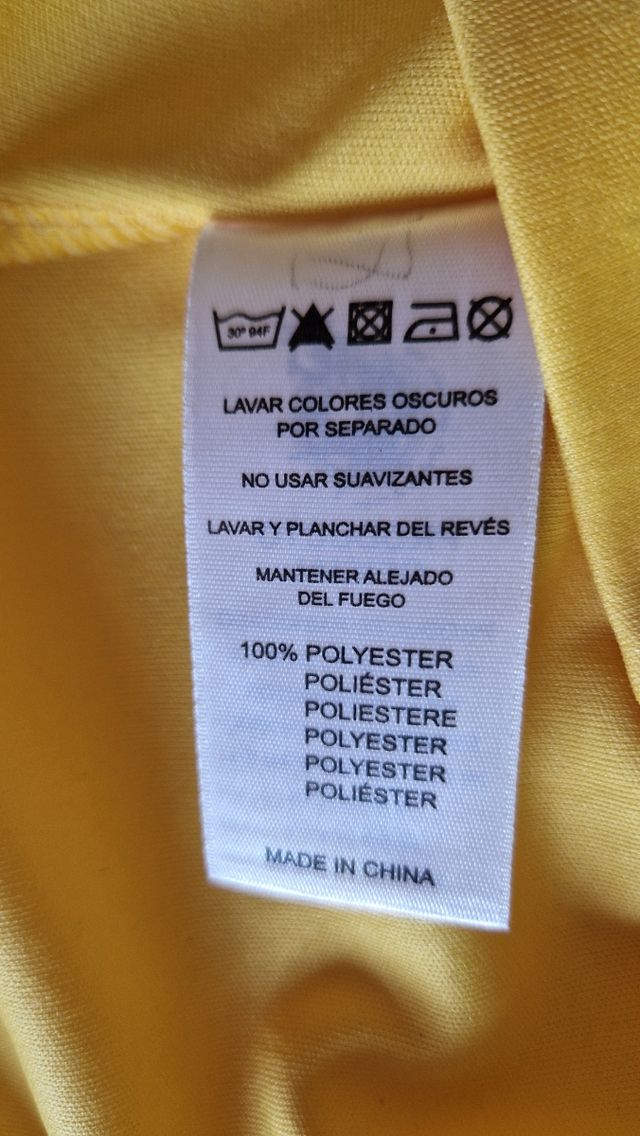 30° 94F
LAVAR COLORES OSCUROS
POR SEPARADO
NO USAR SUAVIZANTES
LAVAR Y PLANCHAR DEL REVÉS
MANTENER ALEJADO
DEL FUEGO
100% POLYESTER
POLIÉSTER
POLIESTERE
POLYESTER
POLYESTER
POLIÉSTER
MADE IN CHINA